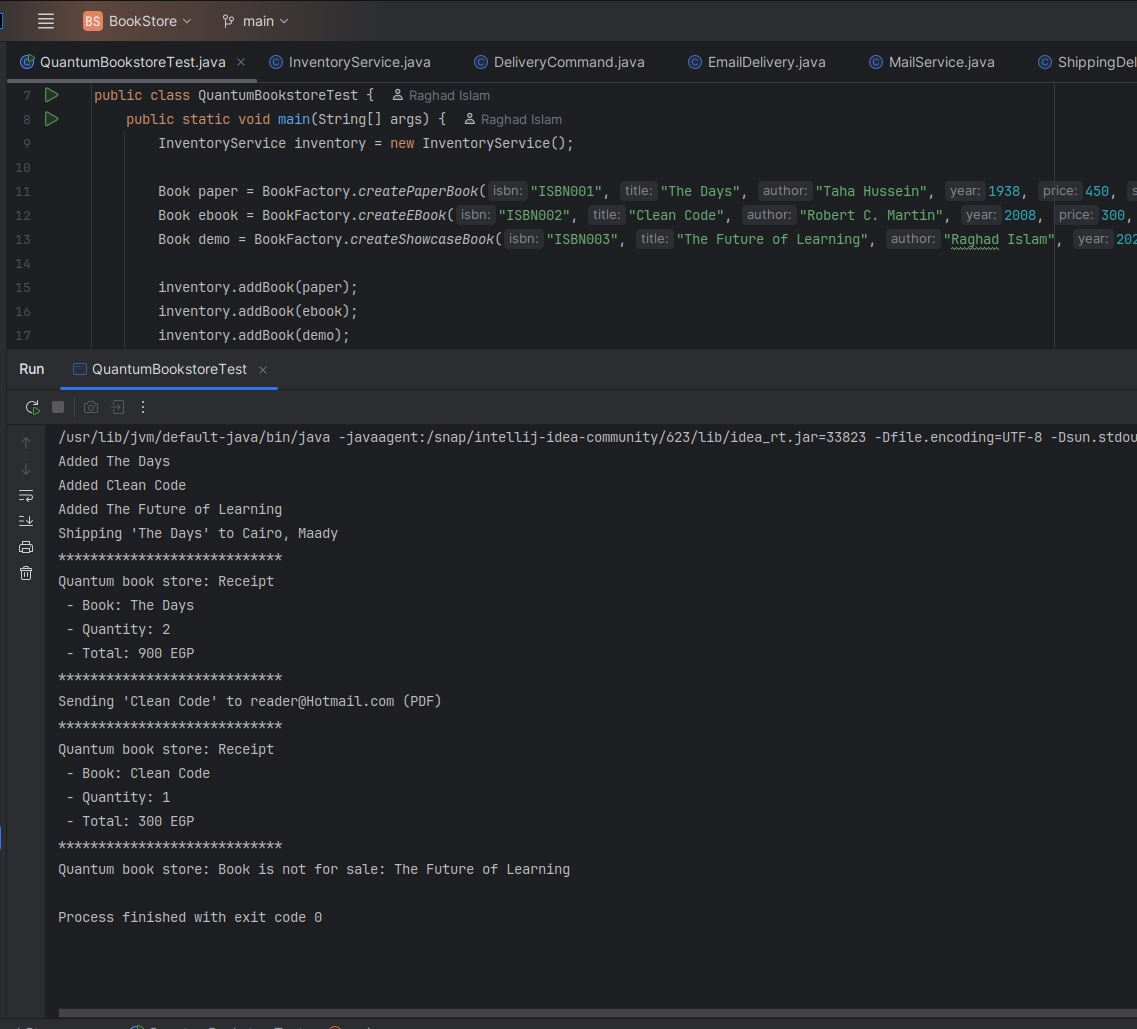 BS BookStore main
QuantumBookstoreTest.java InventoryService.java DeliveryCommand.java EmailDelivery.java MailService.java ShippingDel
7 public class QuantumBookstoreTest { Raghad Islam
8 public static void main(String[] args) { Raghad Islam
9 InventoryService inventory = new InventoryService();
10
11 Book paper = BookFactory.createPaperBook( isbn: "ISBN001", title: "The Days", author: "Taha Hussein", year: 1938, price: 450, s
12 Book ebook = BookFactory.createEBook( isbn: "ISBN002", title: "Clean Code", author: "Robert C. Martin", year: 2008, price: 300,
13 Book demo = BookFactory.createShowcaseBook( isbn: "ISBN003", title: "The Future of Learning", author: "Raghad Islam", year: 202
14
15 inventory.addBook(paper);
16 inventory.addBook(ebook);
17 inventory.addBook(demo);
Run QuantumBookstoreTest
/usr/lib/jvm/default-java/bin/java -javaagent:/snap/intellij-idea-community/623/lib/idea_rt.jar=33823 -Dfile.encoding=UTF-8 -Dsun.stdou
Added The Days
Added Clean Code
Added The Future of Learning
Shipping 'The Days' to Cairo, Maady
****************************
Quantum book store: Receipt
- Book: The Days
- Quantity: 2
- Total: 900 EGP
****************************
Sending 'Clean Code' to reader@Hotmail.com (PDF)
****************************
Quantum book store: Receipt
- Book: Clean Code
- Quantity: 1
- Total: 300 EGP
****************************
Quantum book store: Book is not for sale: The Future of Learning
Process finished with exit code 0